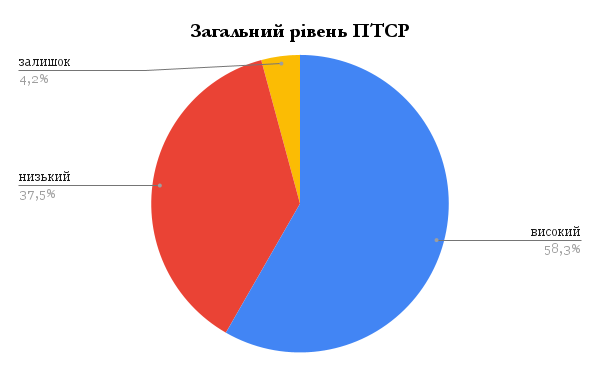 Загальний рівень ПТСР
залишок
4,2%
низький
37,5%
високий
58,3%